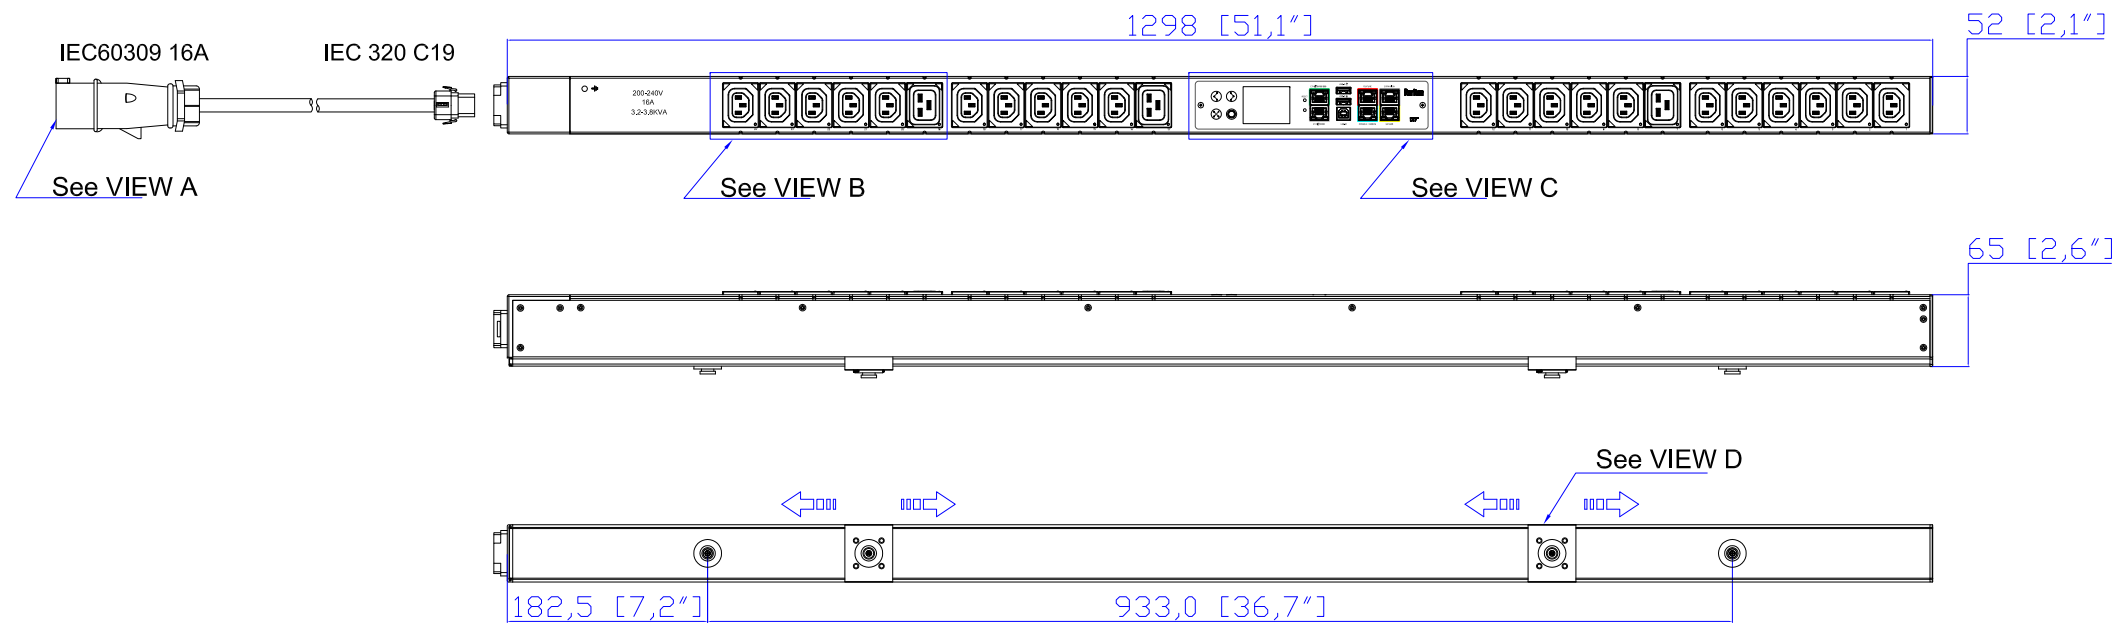 1298 [51,1"]
52 [2,1"]
IEC60309 16A
IEC 320 C19
200-240V
16A
3,2-3,8KVA
Raritan
See VIEW A
See VIEW B
See VIEW C
65 [2,6"]
See VIEW D
182,5 [7,2"]
933,0 [36,7"]